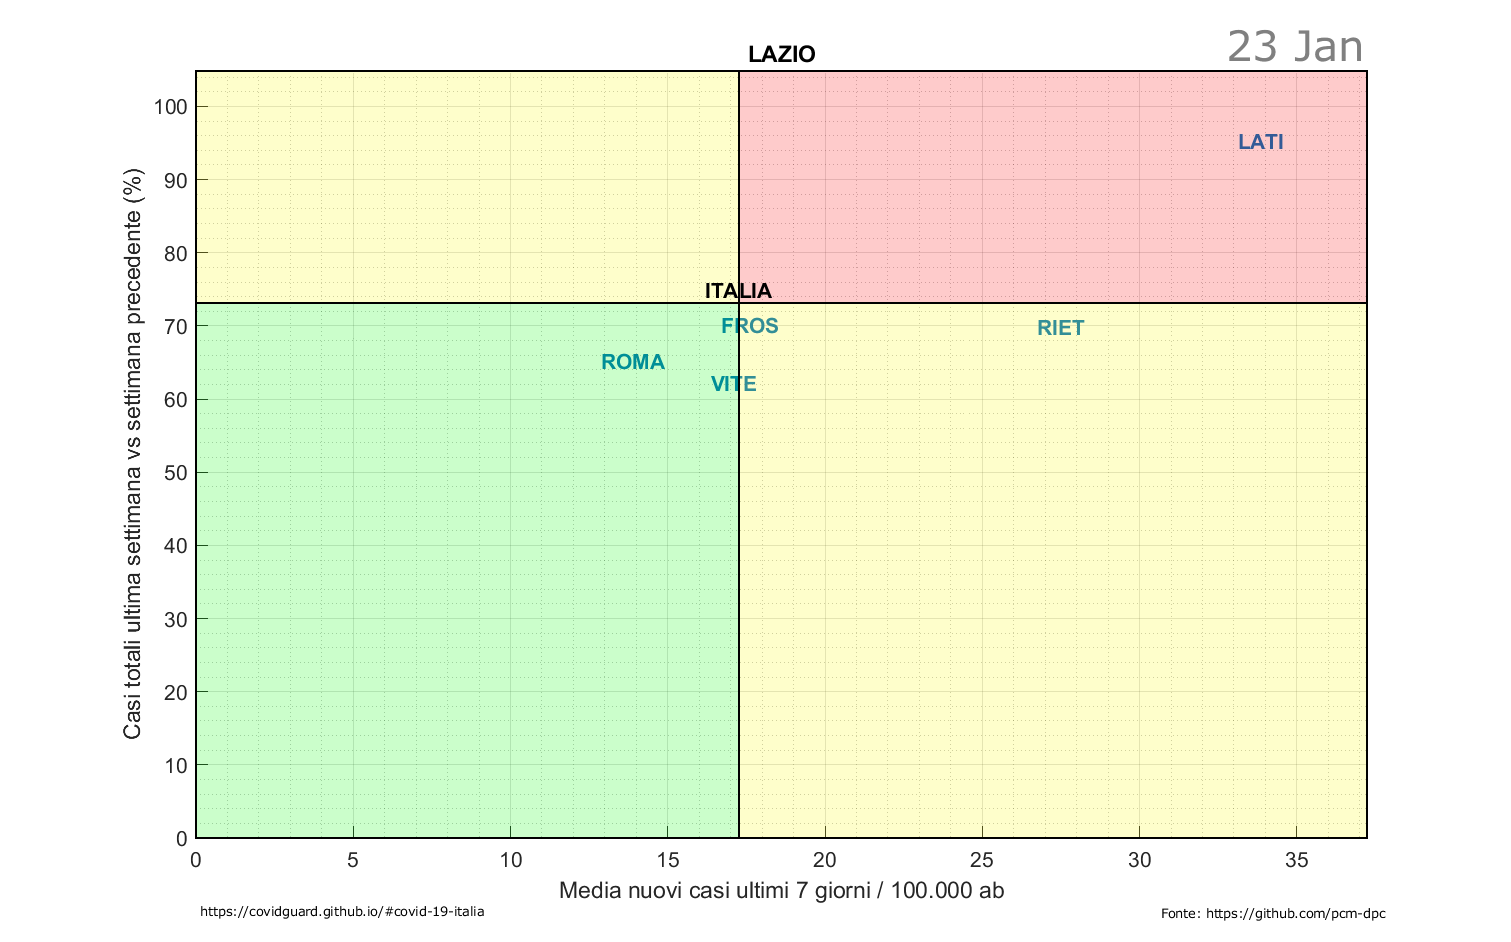 LAZIO
23 Jan
Casi totali ultima settimana vs settimana precedente (%)
100
90
80
70
60
50
40
30
20
10
0
LATI
ITALIA
FROS
RIET
ROMA
VITE
0 5 10 15 20 25 30 35
Media nuovi casi ultimi 7 giorni / 100.000 ab
https://covidguard.github.io/#covid-19-italia
Fonte: https://github.com/pcm-dpc